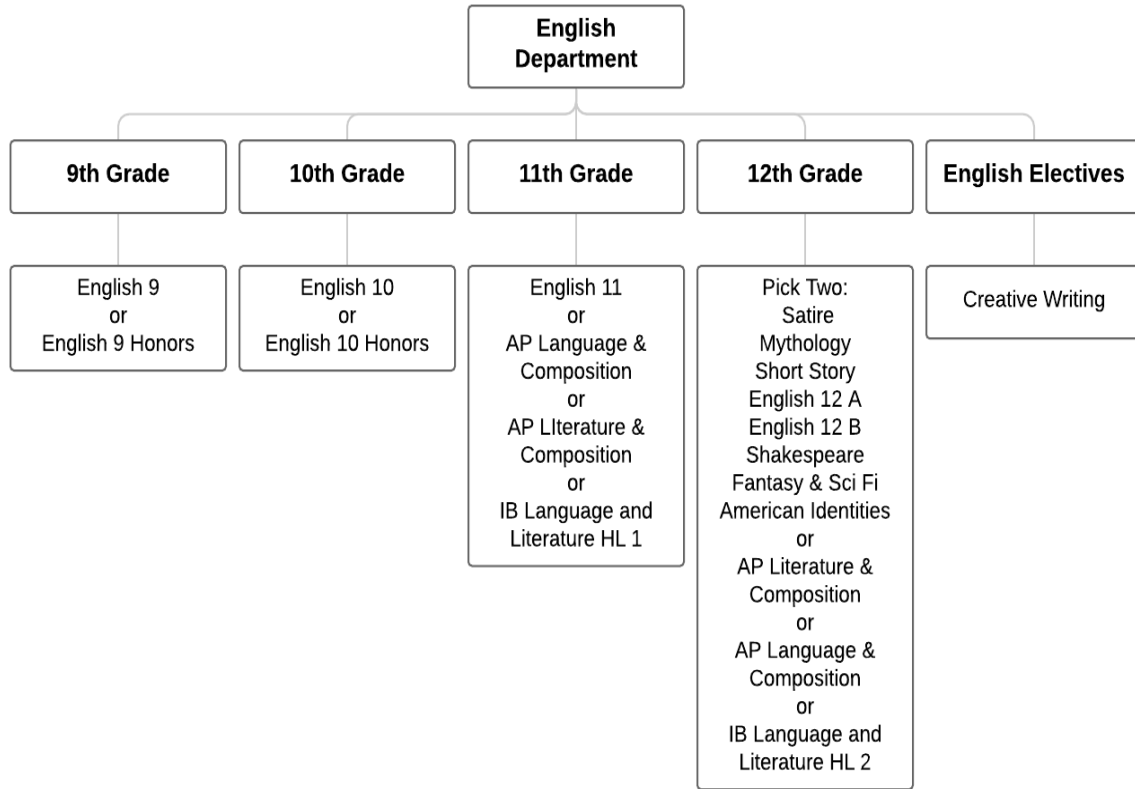 English
Department
9th Grade
10th Grade
11th Grade
12th Grade
English Electives
English 9
or
English 9 Honors
English 10
or
English 10 Honors
English 11
or
AP Language &
Composition
or
AP LIterature &
Composition
or
IB Language and
Literature HL 1
Pick Two:
Satire
Mythology
Short Story
English 12 A
English 12 B
Shakespeare
Fantasy & Sci Fi
American Identities
or
AP Literature &
Composition
or
AP Language &
Composition
or
IB Language and
Literature HL 2
Creative Writing